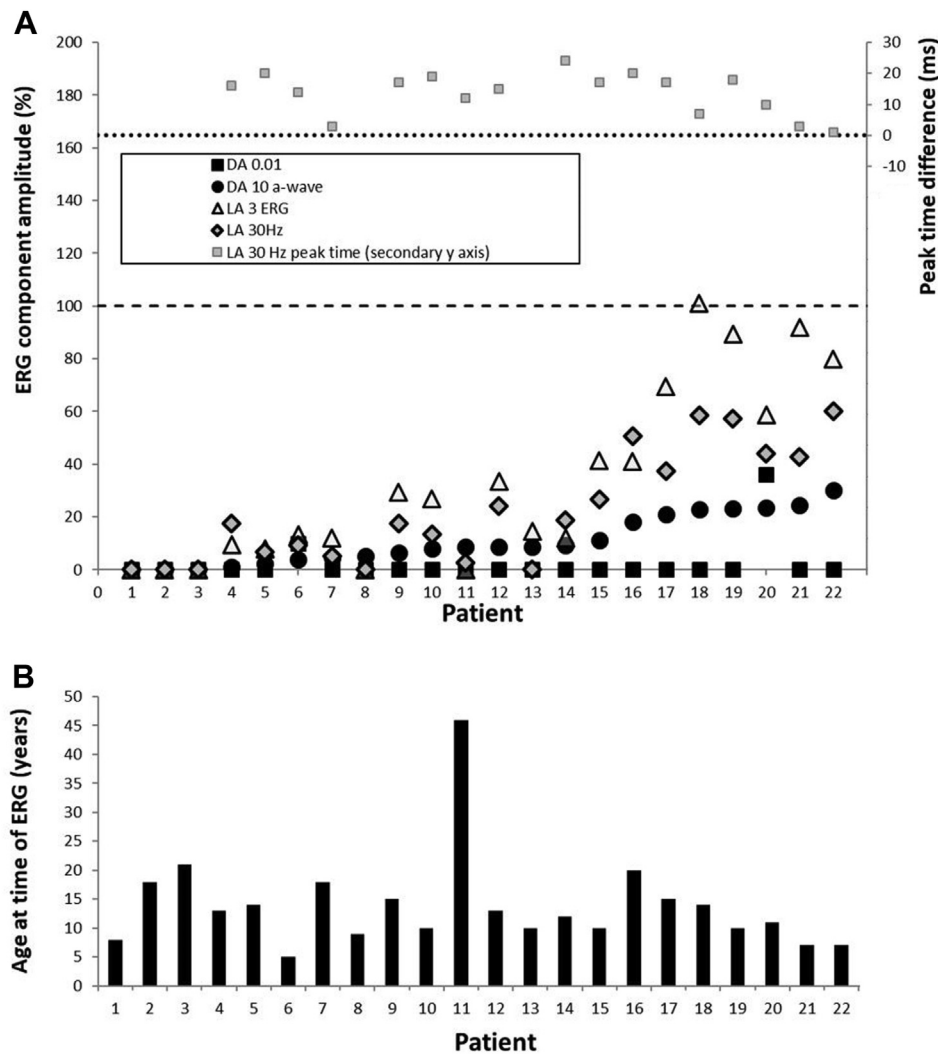 A
ERG component amplitude (%)
200
180
160
140
120
100
80
60
40
20
0
30
20
10
0
-10
Peak time difference (ms)
DA 0.01
DA 10 a-wave
LA 3 ERG
LA 30Hz
LA 30 Hz peak time (secondary y axis)
0 1 2 3 4 5 6 7 8 9 10 11 12 13 14 15 16 17 18 19 20 21 22
Patient
B
Age at time of ERG (years)
50
45
40
35
30
25
20
15
10
5
0
1 2 3 4 5 6 7 8 9 10 11 12 13 14 15 16 17 18 19 20 21 22
Patient